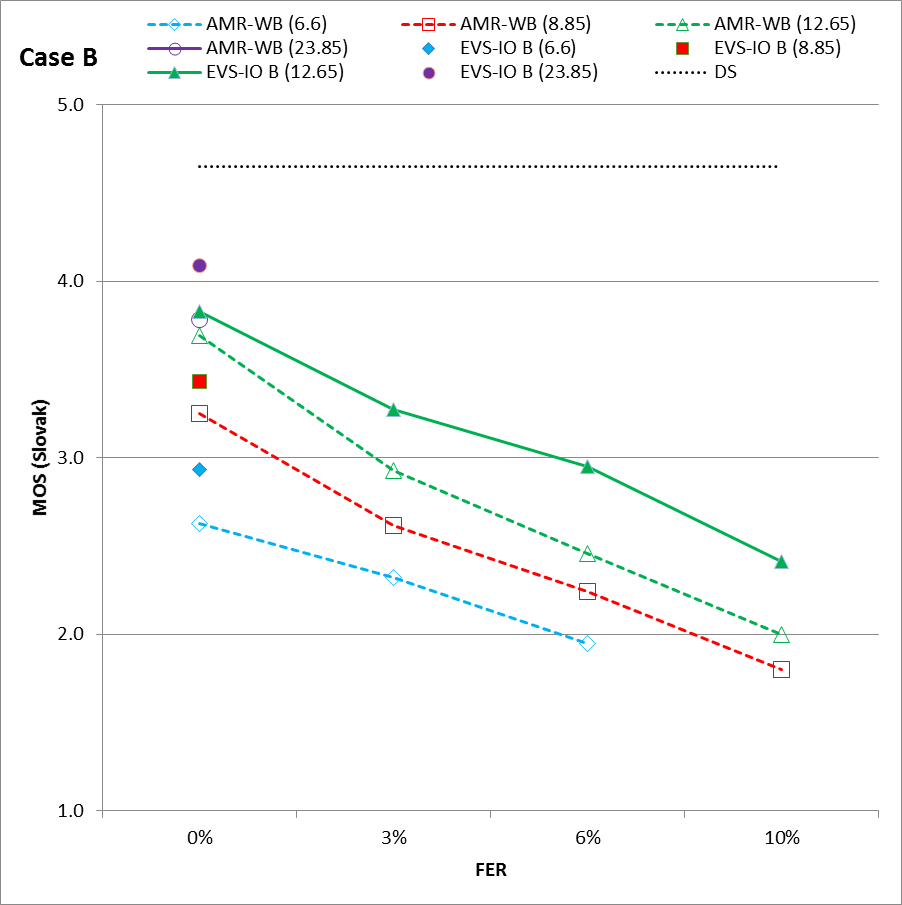 Case B
AMR-WB (6.6) AMR-WB (8.85) AMR-WB (12.65)
AMR-WB (23.85) EVS-IO B (6.6) EVS-IO B (8.85)
EVS-IO B (12.65) EVS-IO B (23.85) DS
5.0
4.0
3.0
2.0
1.0
MOS (Slovak)
0% 3% 6% 10%
FER